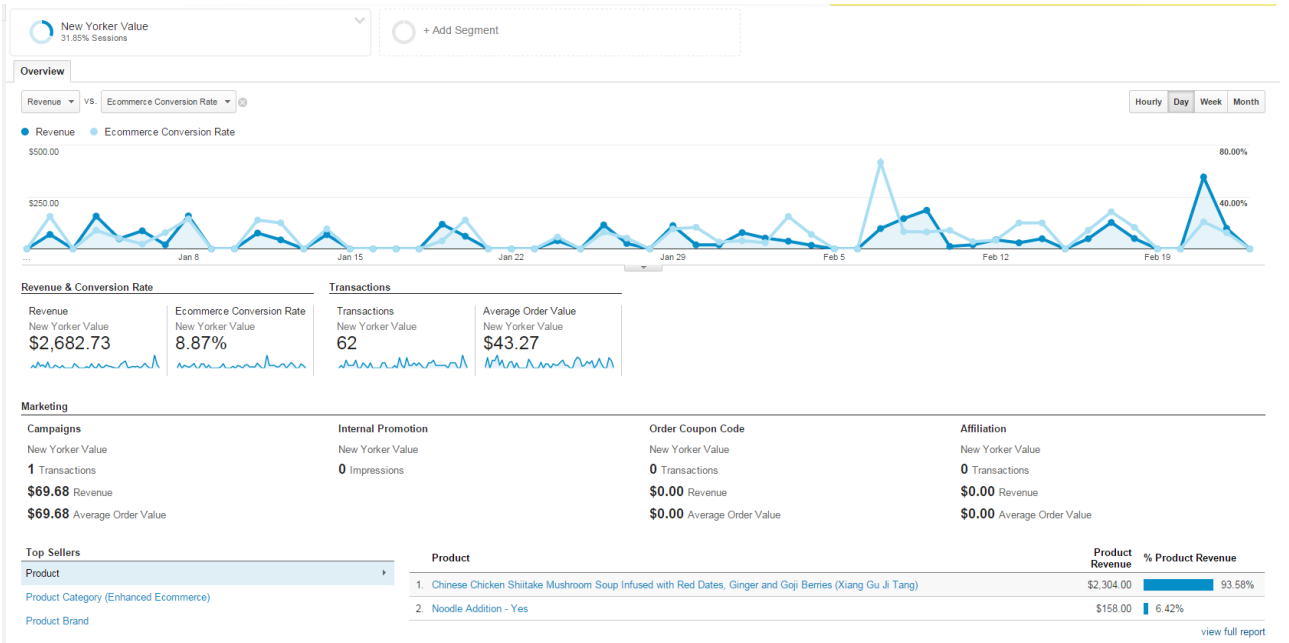 New Yorker Value
31.85% Sessions
+ Add Segment
Overview
Revenue VS. Ecommerce Conversion Rate
Hourly Day Week Month
Revenue Ecommerce Conversion Rate
$500.00 80.00%
$250.00 40.00%
... Jan 8 Jan 15 Jan 22 Jan 29 Feb 5 Feb 12 Feb 19
Revenue & Conversion Rate
Revenue
New Yorker Value
$2,682.73
Ecommerce Conversion Rate
New Yorker Value
8.87%
Transactions
Transactions
New Yorker Value
62
Average Order Value
New Yorker Value
$43.27
Marketing
Campaigns
New Yorker Value
1 Transactions
$69.68 Revenue
$69.68 Average Order Value
Internal Promotion
New Yorker Value
0 Impressions
Order Coupon Code
New Yorker Value
0 Transactions
$0.00 Revenue
$0.00 Average Order Value
Affiliation
New Yorker Value
0 Transactions
$0.00 Revenue
$0.00 Average Order Value
Top Sellers
Product
Product Category (Enhanced Ecommerce)
Product Brand
Product Product Revenue % Product Revenue
1. Chinese Chicken Shiitake Mushroom Soup Infused with Red Dates, Ginger and Goji Berries (Xiang Gu Ji Tang) $2,304.00 93.58%
2. Noodle Addition - Yes $158.00 6.42%
view full report